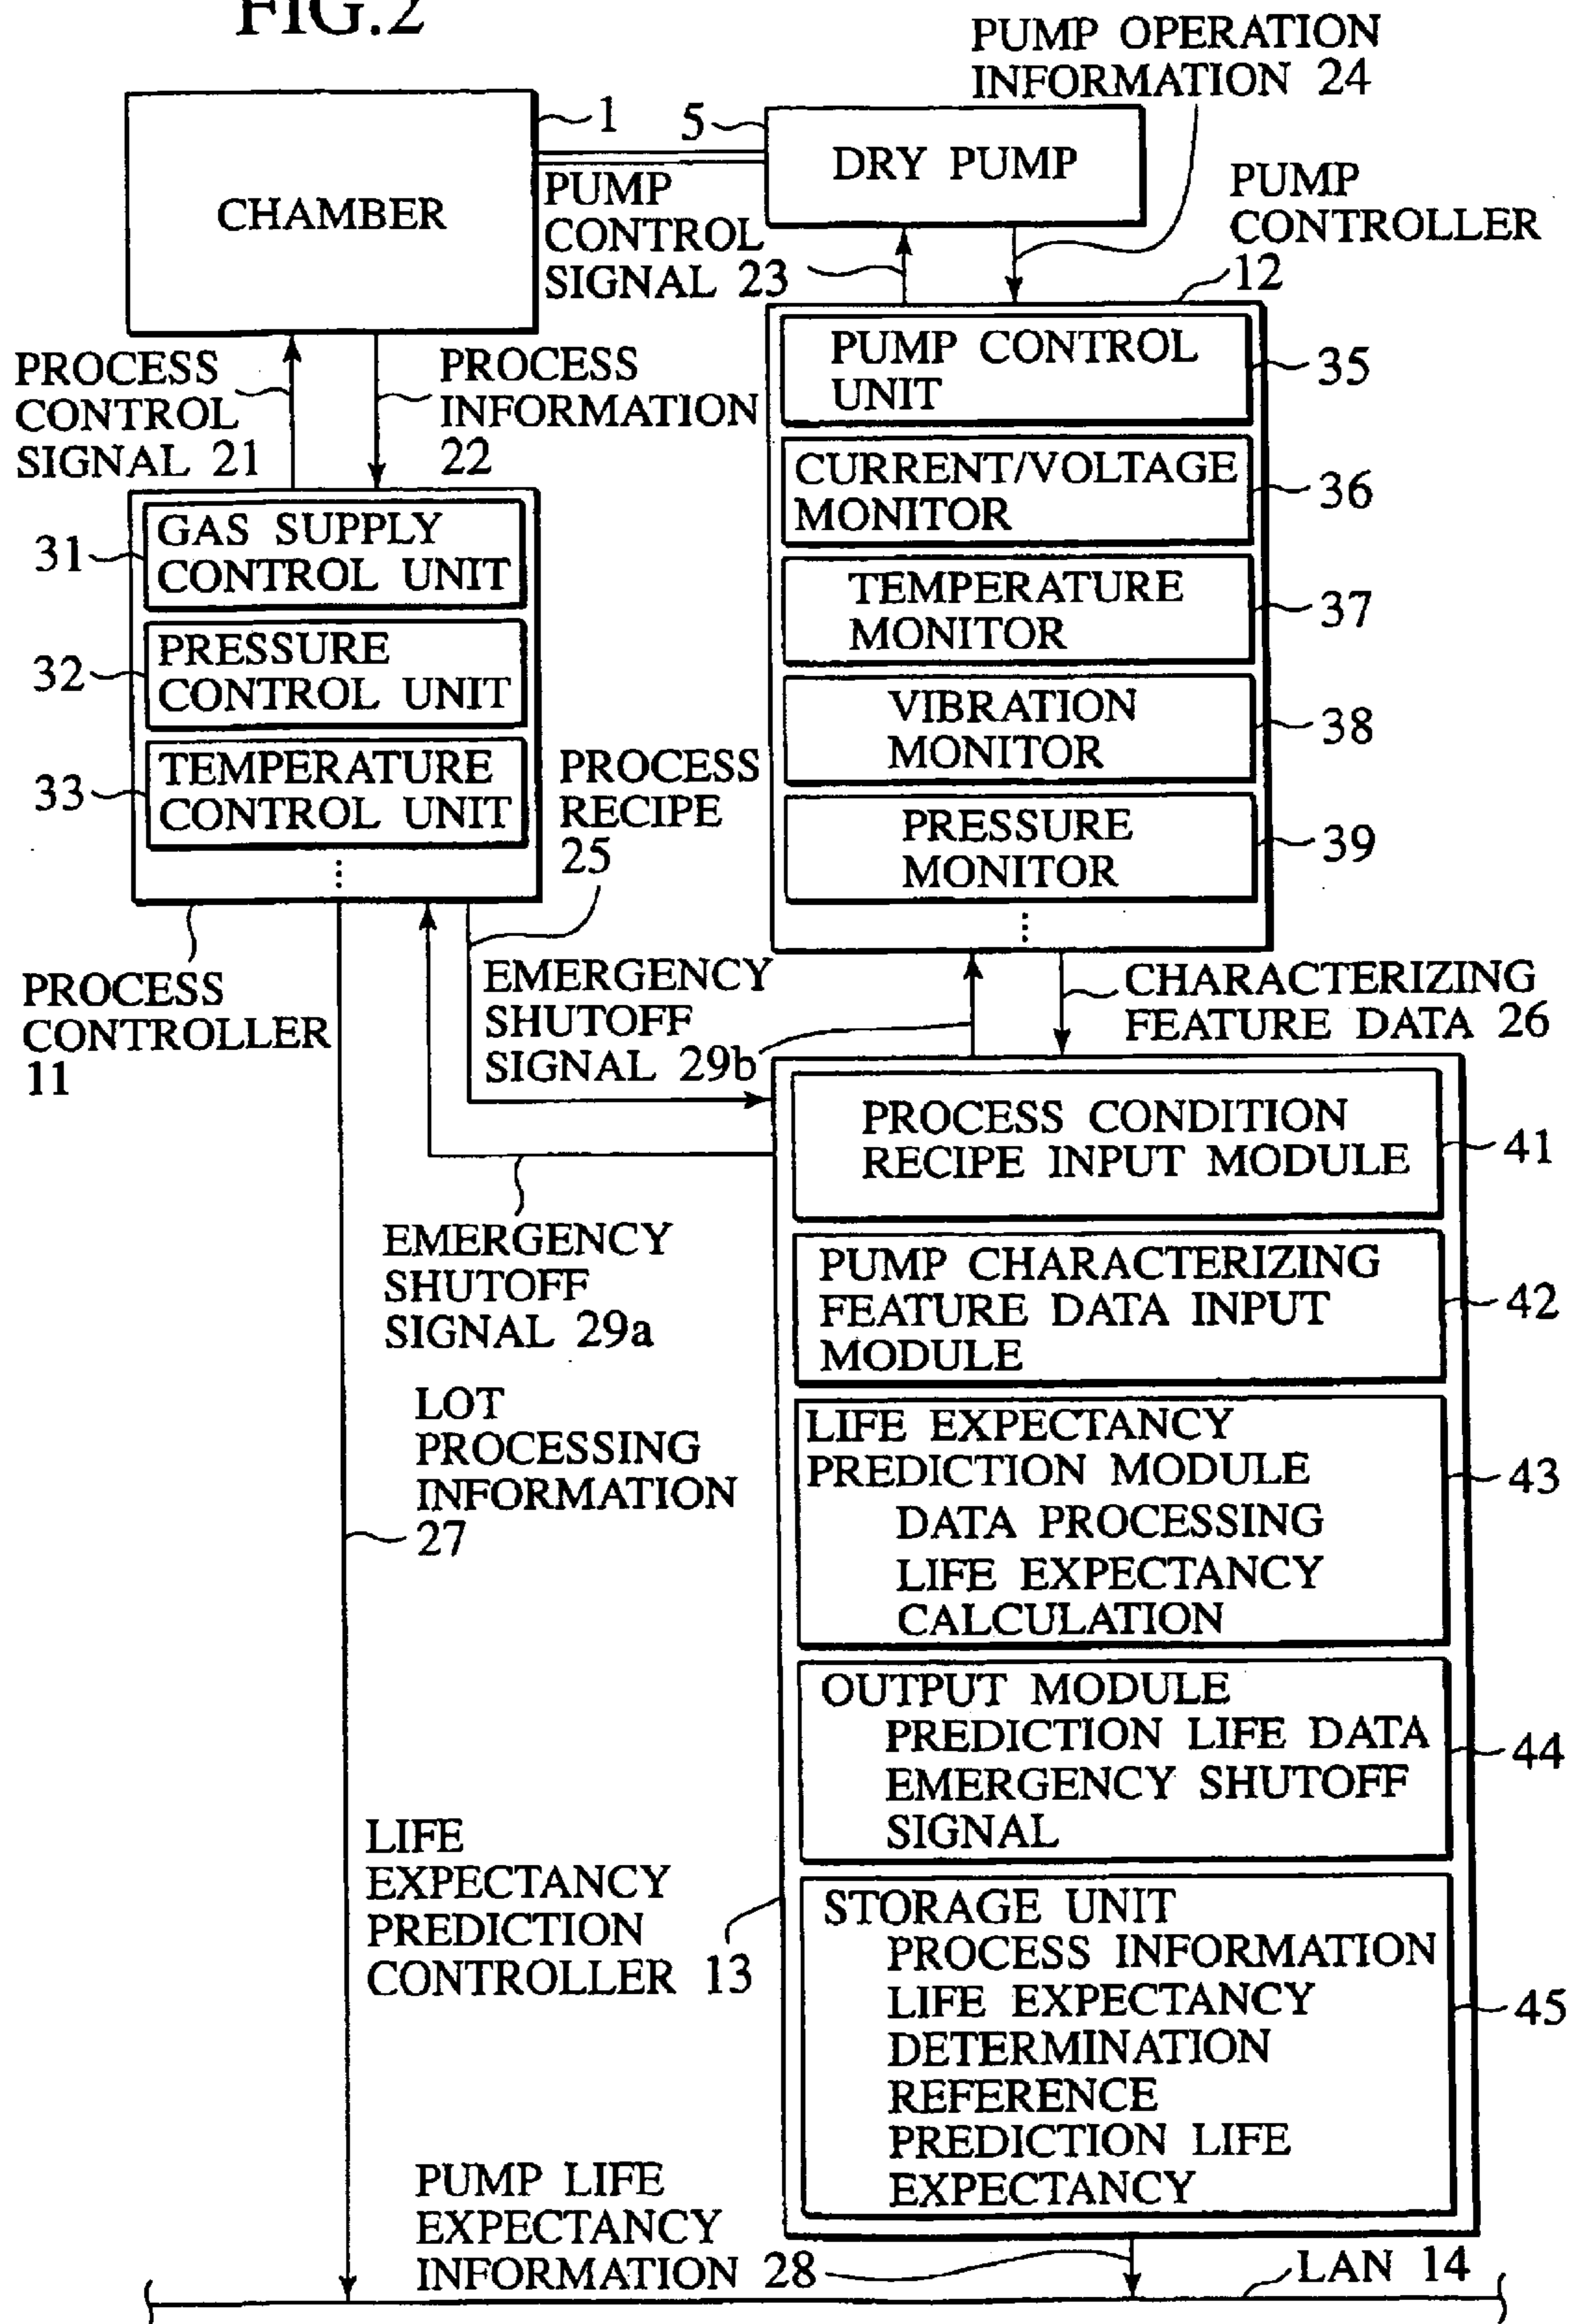 FIG.2
PUMP OPERATION
INFORMATION 24
1
5
CHAMBER
DRY PUMP
PUMP
CONTROL
SIGNAL 23
PUMP
CONTROLLER
12
PROCESS
CONTROL
SIGNAL 21
PROCESS
INFORMATION
22
PUMP CONTROL
UNIT
35
CURRENT/VOLTAGE
MONITOR
36
TEMPERATURE
MONITOR
37
VIBRATION
MONITOR
38
PRESSURE
MONITOR
39
⋮
31
GAS SUPPLY
CONTROL UNIT
32
PRESSURE
CONTROL UNIT
33
TEMPERATURE
CONTROL UNIT
⋮
PROCESS
RECIPE
25
PROCESS
CONTROLLER
11
EMERGENCY
SHUTOFF
SIGNAL 29b
CHARACTERIZING
FEATURE DATA 26
PROCESS CONDITION
RECIPE INPUT MODULE
41
EMERGENCY
SHUTOFF
SIGNAL 29a
PUMP CHARACTERIZING
FEATURE DATA INPUT
MODULE
42
LOT
PROCESSING
INFORMATION
27
LIFE EXPECTANCY
PREDICTION MODULE
DATA PROCESSING
LIFE EXPECTANCY
CALCULATION
43
OUTPUT MODULE
PREDICTION LIFE DATA
EMERGENCY SHUTOFF
SIGNAL
44
LIFE
EXPECTANCY
PREDICTION
CONTROLLER 13
STORAGE UNIT
PROCESS INFORMATION
LIFE EXPECTANCY
DETERMINATION
REFERENCE
PREDICTION LIFE
EXPECTANCY
45
PUMP LIFE
EXPECTANCY
INFORMATION 28
LAN 14